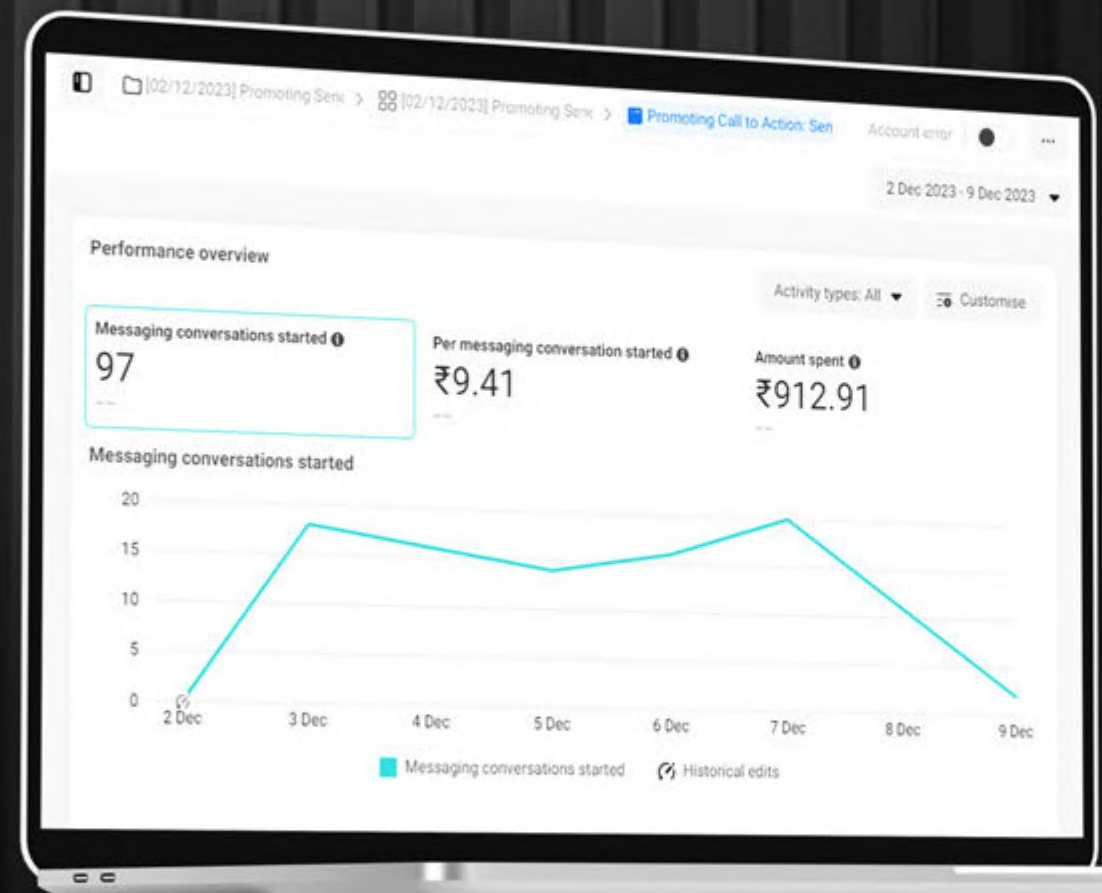 [02/12/2023] Promoting Senc > [02/12/2023] Promoting Senc > Promoting Call to Action: Sen Account error ...
2 Dec 2023 - 9 Dec 2023
Performance overview
Activity types: All Customise
Messaging conversations started
97
--
Per messaging conversation started
₹9.41
--
Amount spent
₹912.91
--
Messaging conversations started
20
15
10
5
0
2 Dec 3 Dec 4 Dec 5 Dec 6 Dec 7 Dec 8 Dec 9 Dec
Messaging conversations started Historical edits